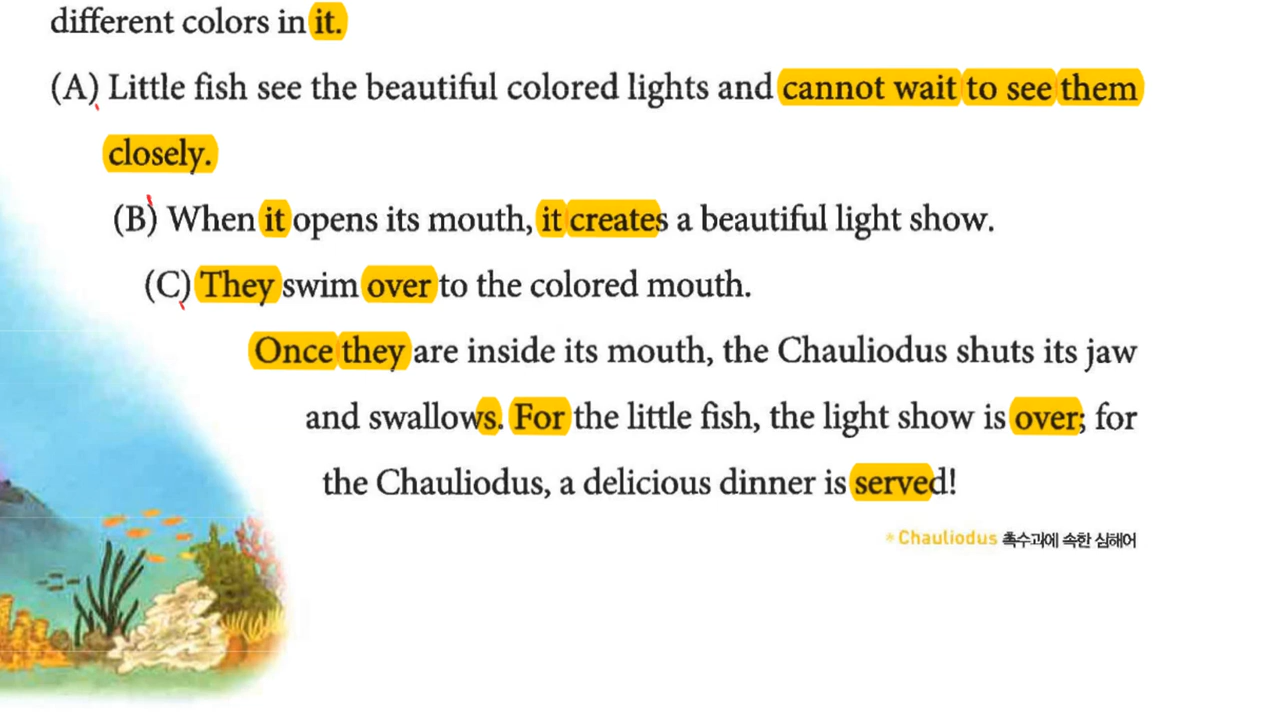 different colors in it.
(A) Little fish see the beautiful colored lights and cannot wait to see them
closely.
(B) When it opens its mouth, it creates a beautiful light show.
(C) They swim over to the colored mouth.
Once they are inside its mouth, the Chauliodus shuts its jaw
and swallows. For the little fish, the light show is over; for
the Chauliodus, a delicious dinner is served!
*Chauliodus 촉수과에 속한 심해어